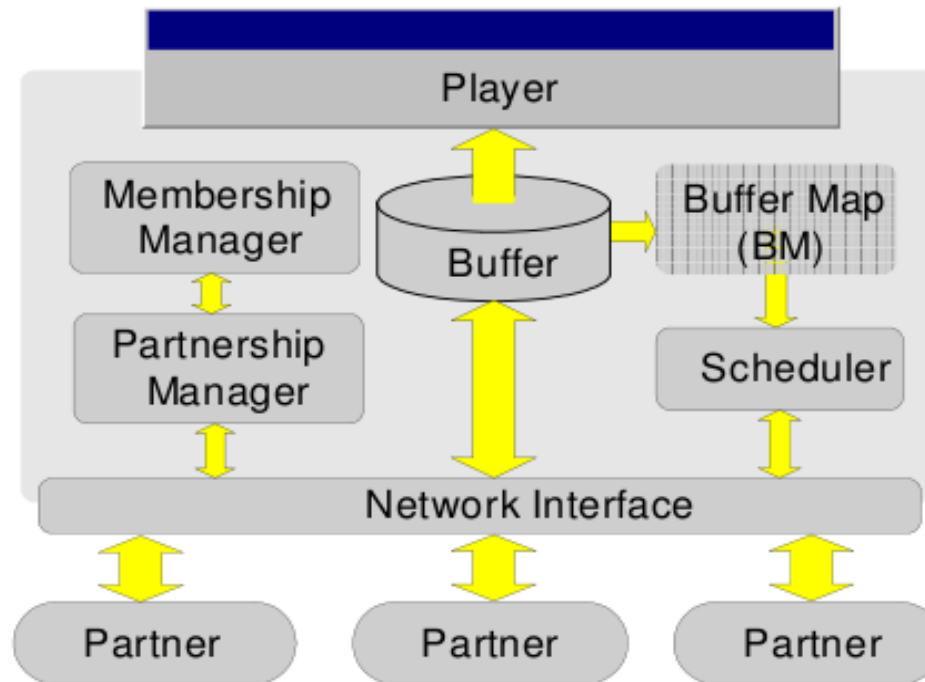 Player
Membership
Manager
Buffer
Buffer Map
(BM)
Partnership
Manager
Scheduler
Network Interface
Partner
Partner
Partner